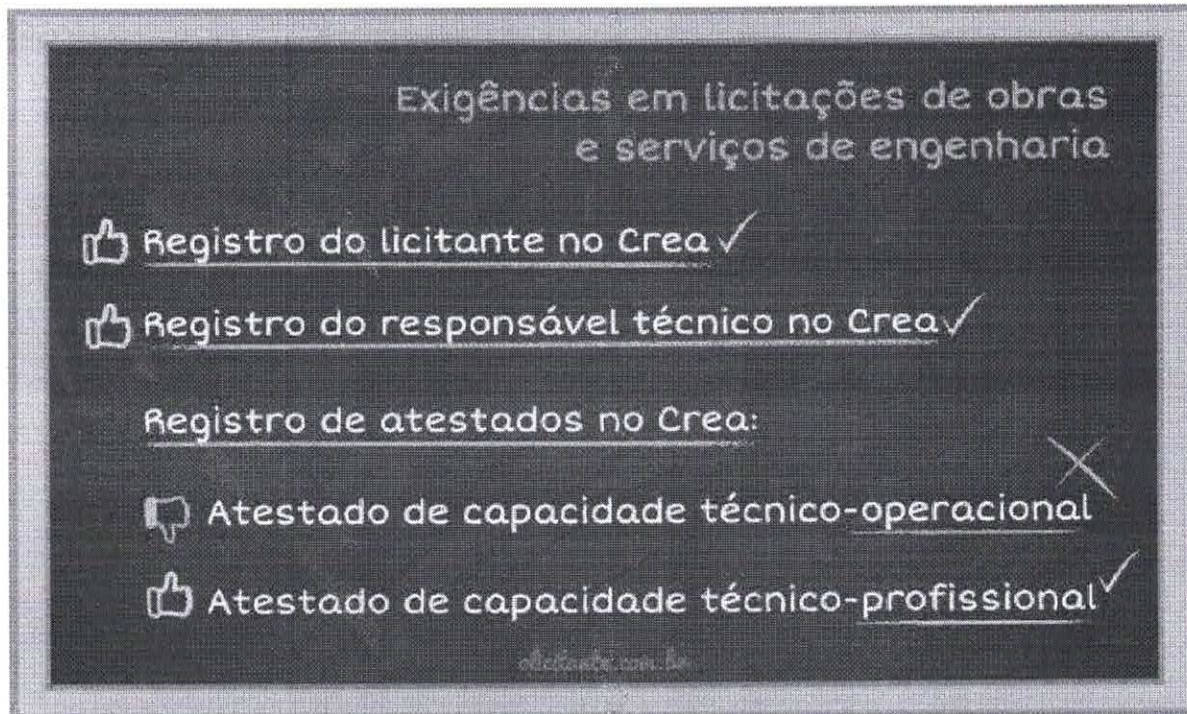 Exigências em licitações de obras
e serviços de engenharia
Registro do licitante no Crea
Registro do responsável técnico no Crea
Registro de atestados no Crea:
Atestado de capacidade técnico-operacional
Atestado de capacidade técnico-profissional